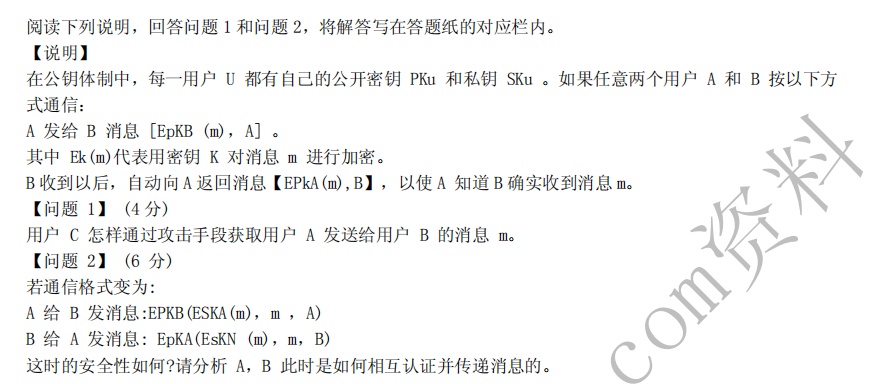 阅读下列说明，回答问题 1 和问题 2，将解答写在答题纸的对应栏内。
【说明】
在公钥体制中，每一用户 U 都有自己的公开密钥 PKu 和私钥 SKu 。如果任意两个用户 A 和 B 按以下方
式通信：
A 发给 B 消息 [EpKB (m), A] 。
其中 Ek(m)代表用密钥 K 对消息 m 进行加密。
B收到以后，自动向A返回消息【EPkA(m),B】，以使A 知道B确实收到消息m。
【问题 1】 (4分)
用户 C 怎样通过攻击手段获取用户 A 发送给用户 B 的消息 m。
【问题 2】 (6 分)
若通信格式变为:
A 给 B 发消息:EPKB(ESKA(m), m , A)
B 给 A 发消息: EpKA(EsKN (m), m, B)
这时的安全性如何?请分析 A，B 此时是如何相互认证并传递消息的。
com资料